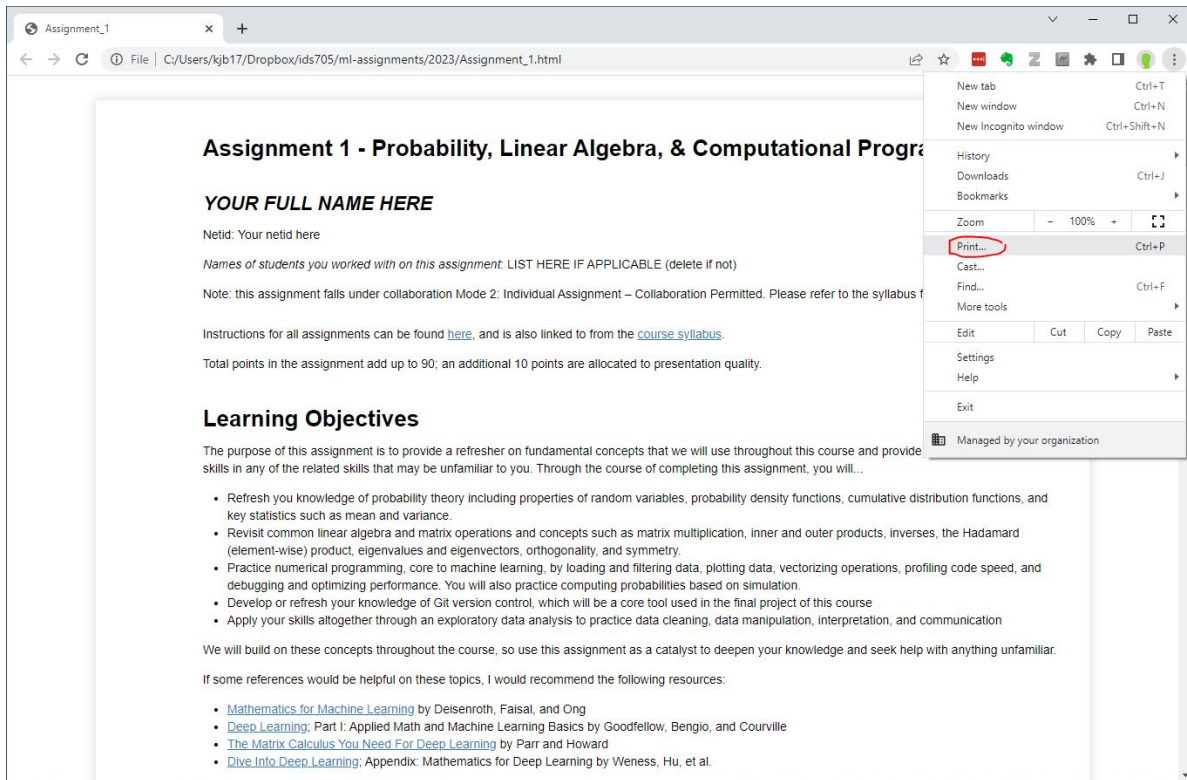 Assignment_1
File C:/Users/kjb17/Dropbox/ids705/ml-assignments/2023/Assignment_1.html
New tab Ctrl+T
New window Ctrl+N
New Incognito window Ctrl+Shift+N
History
Downloads Ctrl+J
Bookmarks
Zoom - 100% +
Print... Ctrl+P
Cast...
Find... Ctrl+F
More tools
Edit Cut Copy Paste
Settings
Help
Exit
Managed by your organization
Assignment 1 - Probability, Linear Algebra, & Computational Progra
YOUR FULL NAME HERE
Netid: Your netid here
Names of students you worked with on this assignment: LIST HERE IF APPLICABLE (delete if not)
Note: this assignment falls under collaboration Mode 2: Individual Assignment – Collaboration Permitted. Please refer to the syllabus f
Instructions for all assignments can be found here, and is also linked to from the course syllabus.
Total points in the assignment add up to 90; an additional 10 points are allocated to presentation quality.
Learning Objectives
The purpose of this assignment is to provide a refresher on fundamental concepts that we will use throughout this course and provide
skills in any of the related skills that may be unfamiliar to you. Through the course of completing this assignment, you will...
• Refresh you knowledge of probability theory including properties of random variables, probability density functions, cumulative distribution functions, and
key statistics such as mean and variance.
• Revisit common linear algebra and matrix operations and concepts such as matrix multiplication, inner and outer products, inverses, the Hadamard
(element-wise) product, eigenvalues and eigenvectors, orthogonality, and symmetry.
• Practice numerical programming, core to machine learning, by loading and filtering data, plotting data, vectorizing operations, profiling code speed, and
debugging and optimizing performance. You will also practice computing probabilities based on simulation.
• Develop or refresh your knowledge of Git version control, which will be a core tool used in the final project of this course
• Apply your skills altogether through an exploratory data analysis to practice data cleaning, data manipulation, interpretation, and communication
We will build on these concepts throughout the course, so use this assignment as a catalyst to deepen your knowledge and seek help with anything unfamiliar.
If some references would be helpful on these topics, I would recommend the following resources:
• Mathematics for Machine Learning by Deisenroth, Faisal, and Ong
• Deep Learning; Part I: Applied Math and Machine Learning Basics by Goodfellow, Bengio, and Courville
• The Matrix Calculus You Need For Deep Learning by Parr and Howard
• Dive Into Deep Learning; Appendix: Mathematics for Deep Learning by Weness, Hu, et al.